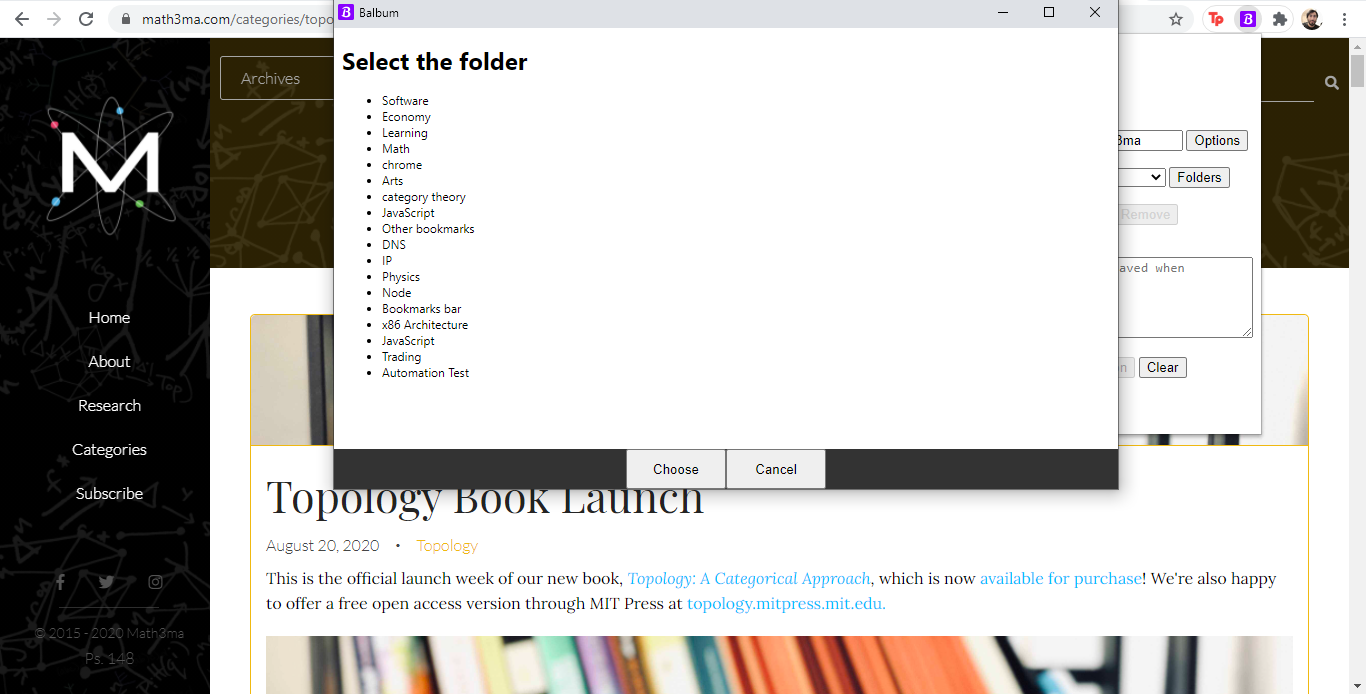 math3ma.com/categories/topo
Balbum
Tp
B
Archives
M
Home
About
Research
Categories
Subscribe
© 2015 - 2020 Math3ma
Ps. 148
Select the folder
Software
Economy
Learning
Math
chrome
Arts
category theory
JavaScript
Other bookmarks
DNS
IP
Physics
Node
Bookmarks bar
x86 Architecture
JavaScript
Trading
Automation Test
Choose Cancel
3ma Options
Folders
Remove
aved when
n Clear
Topology Book Launch
August 20, 2020 • Topology
This is the official launch week of our new book, Topology: A Categorical Approach, which is now available for purchase! We're also happy
to offer a free open access version through MIT Press at topology.mitpress.mit.edu.